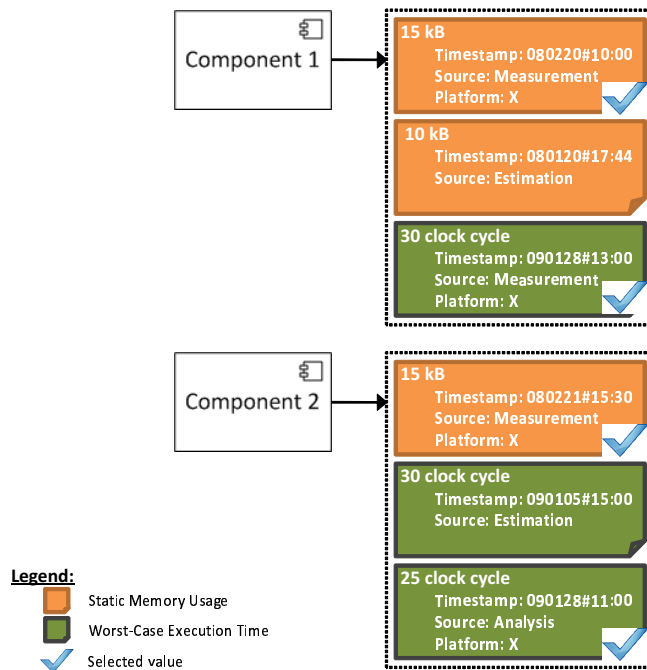 Component 1
15 kB
Timestamp: 080220#10:00
Source: Measurement
Platform: X
10 kB
Timestamp: 080120#17:44
Source: Estimation
30 clock cycle
Timestamp: 090128#13:00
Source: Measurement
Platform: X
Component 2
15 kB
Timestamp: 080221#15:30
Source: Measurement
Platform: X
30 clock cycle
Timestamp: 090105#15:00
Source: Estimation
25 clock cycle
Timestamp: 090128#11:00
Source: Analysis
Platform: X
Legend:
Static Memory Usage
Worst-Case Execution Time
Selected value